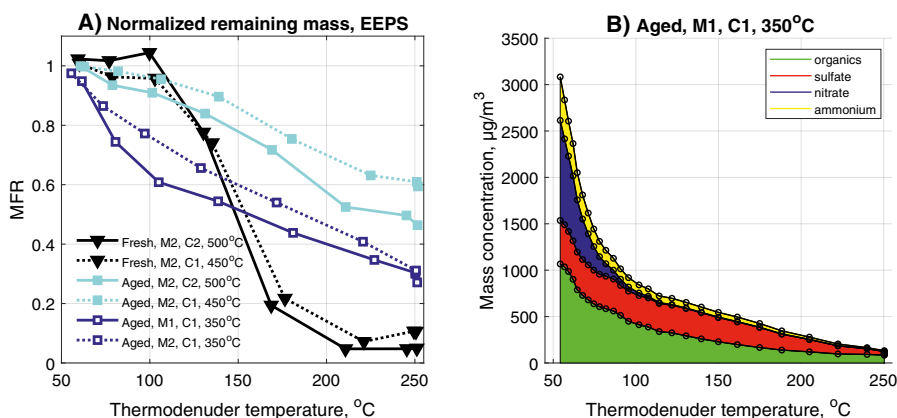 A) Normalized remaining mass, EEPS
MFR
1
0.8
0.6
0.4
0.2
0
Fresh, M2, C2, 500°C
Fresh, M2, C1, 450°C
Aged, M2, C2, 500°C
Aged, M2, C1, 450°C
Aged, M1, C1, 350°C
Aged, M2, C1, 350°C
50 100 150 200 250
Thermodenuder temperature, °C
B) Aged, M1, C1, 350°C
Mass concentration, µg/m³
3500
3000
2500
2000
1500
1000
500
0
organics
sulfate
nitrate
ammonium
50 100 150 200 250
Thermodenuder temperature, °C